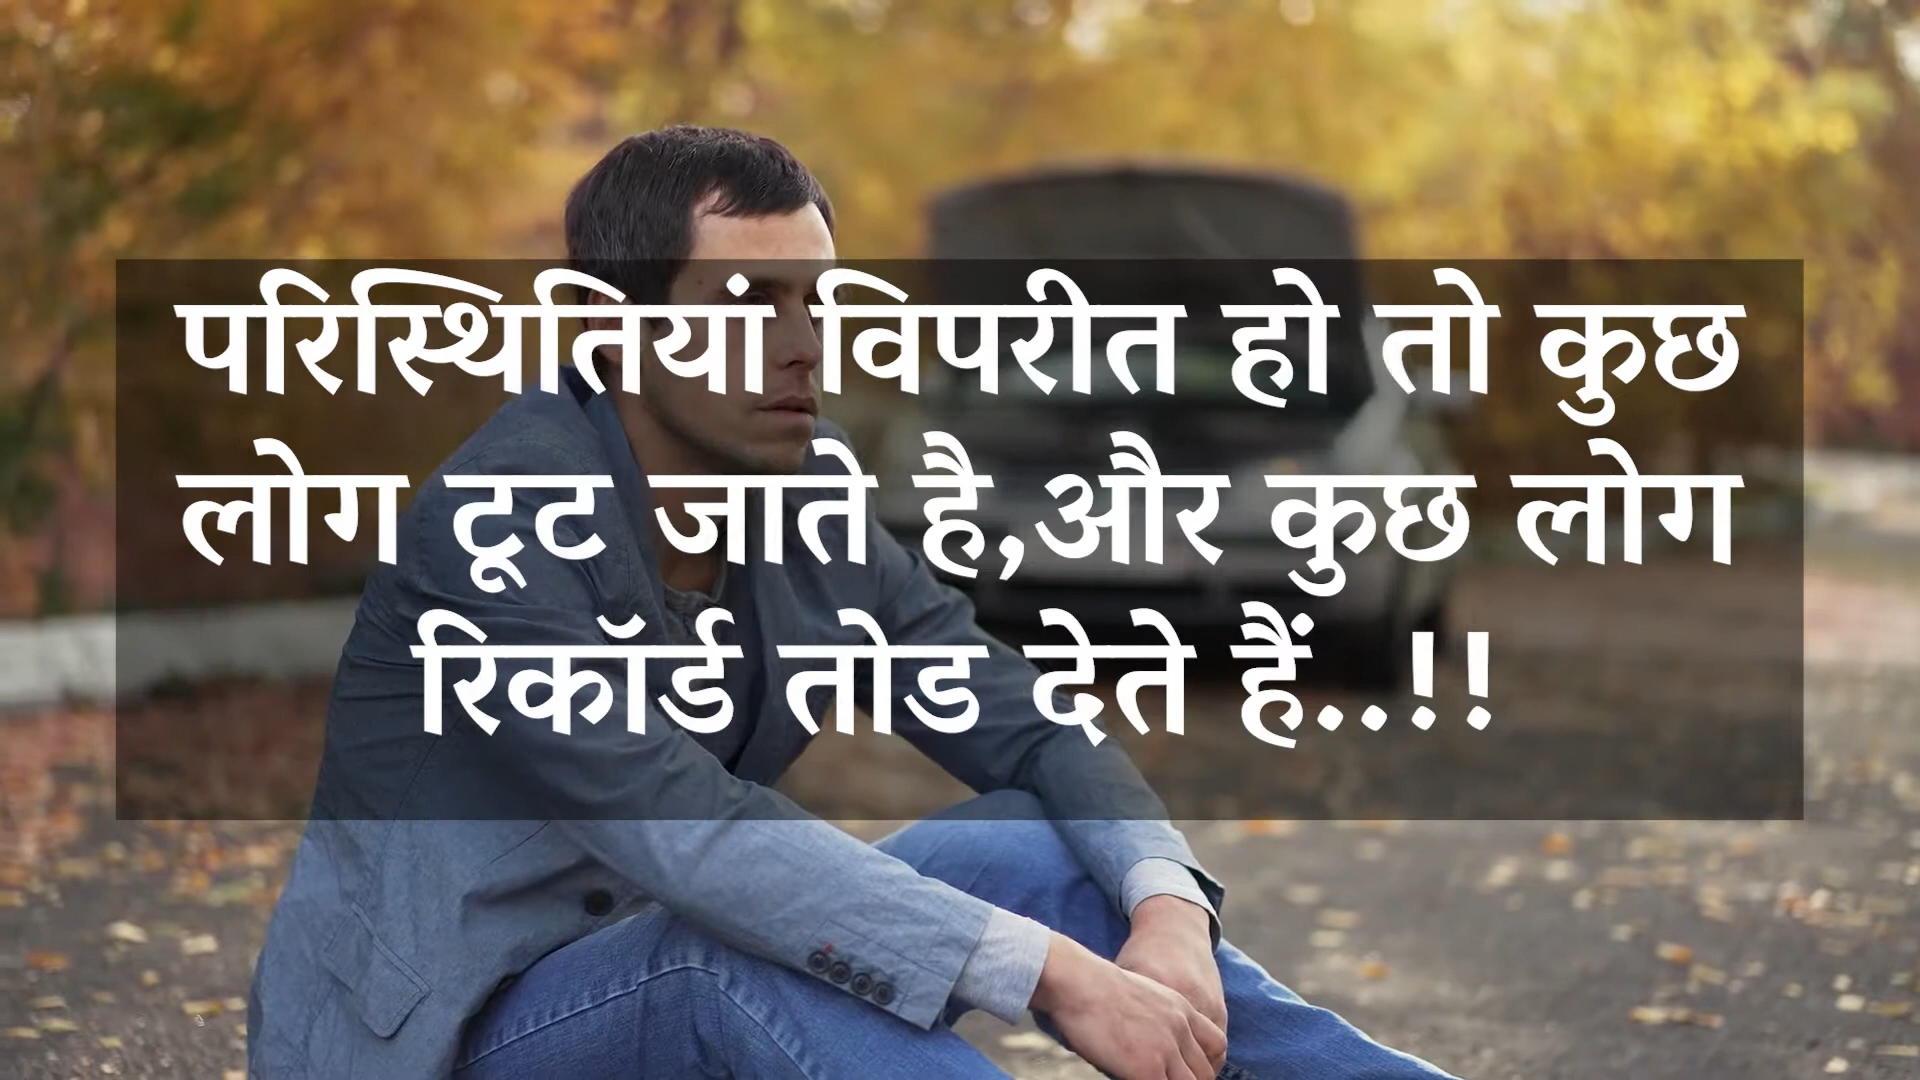 परिस्थितियां विपरीत हो तो कुछ
लोग टूट जाते है,और कुछ लोग
रिकॉर्ड तोड देते हैं..!!